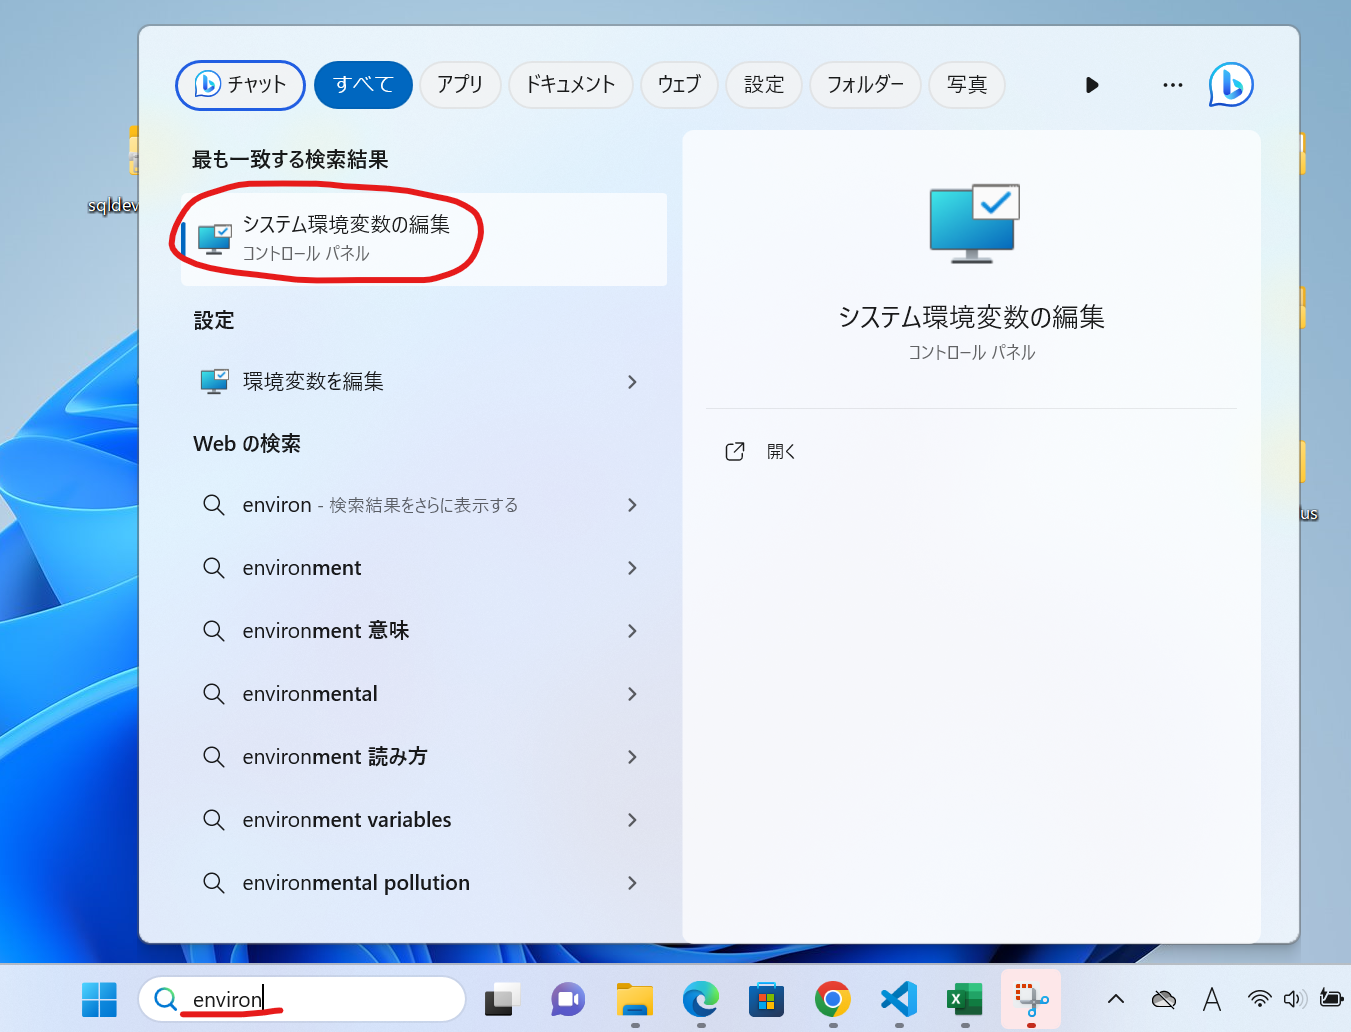 チャット すべて アプリ ドキュメント ウェブ 設定 フォルダー 写真
最も一致する検索結果
システム環境変数の編集
コントロール パネル
設定
環境変数を編集
Web の検索
environ - 検索結果をさらに表示する
environment
environment 意味
environmental
environment 読み方
environment variables
environmental pollution
システム環境変数の編集
コントロール パネル
開く
sqldev
us
environ
A